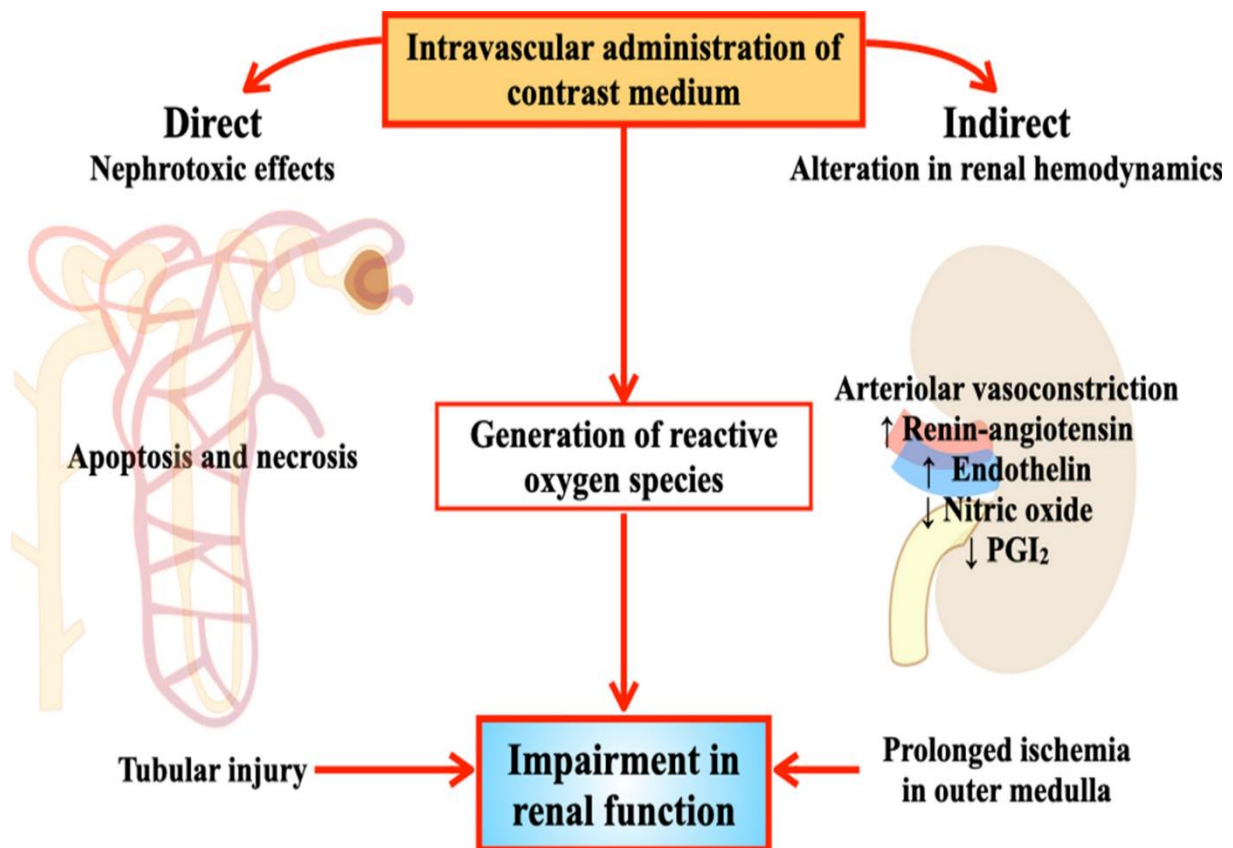 Intravascular administration of
contrast medium
Direct
Nephrotoxic effects
Indirect
Alteration in renal hemodynamics
Apoptosis and necrosis
Generation of reactive
oxygen species
Arteriolar vasoconstriction
↑ Renin-angiotensin
↑ Endothelin
↓ Nitric oxide
↓ PGI₂
Tubular injury
Impairment in
renal function
Prolonged ischemia
in outer medulla